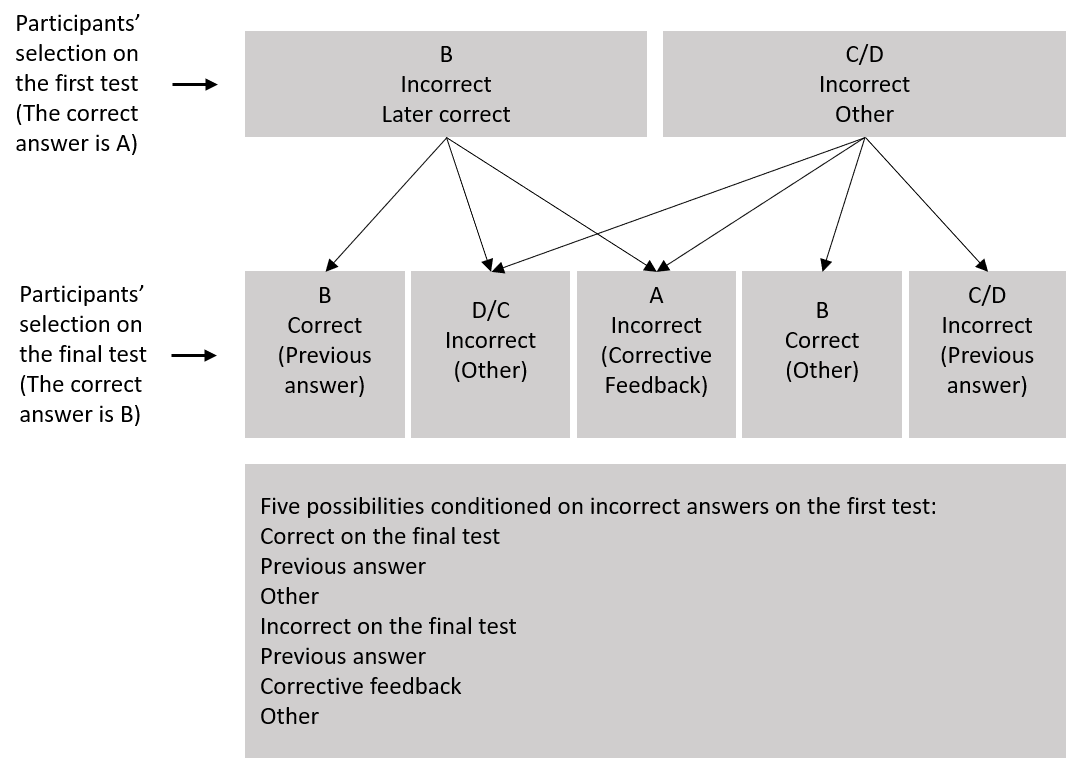 Participants’
selection on
the first test
(The correct
answer is A)
B
Incorrect
Later correct
C/D
Incorrect
Other
Participants’
selection on
the final test
(The correct
answer is B)
B
Correct
(Previous
answer)
D/C
Incorrect
(Other)
A
Incorrect
(Corrective
Feedback)
B
Correct
(Other)
C/D
Incorrect
(Previous
answer)
Five possibilities conditioned on incorrect answers on the first test:
Correct on the final test
Previous answer
Other
Incorrect on the final test
Previous answer
Corrective feedback
Other